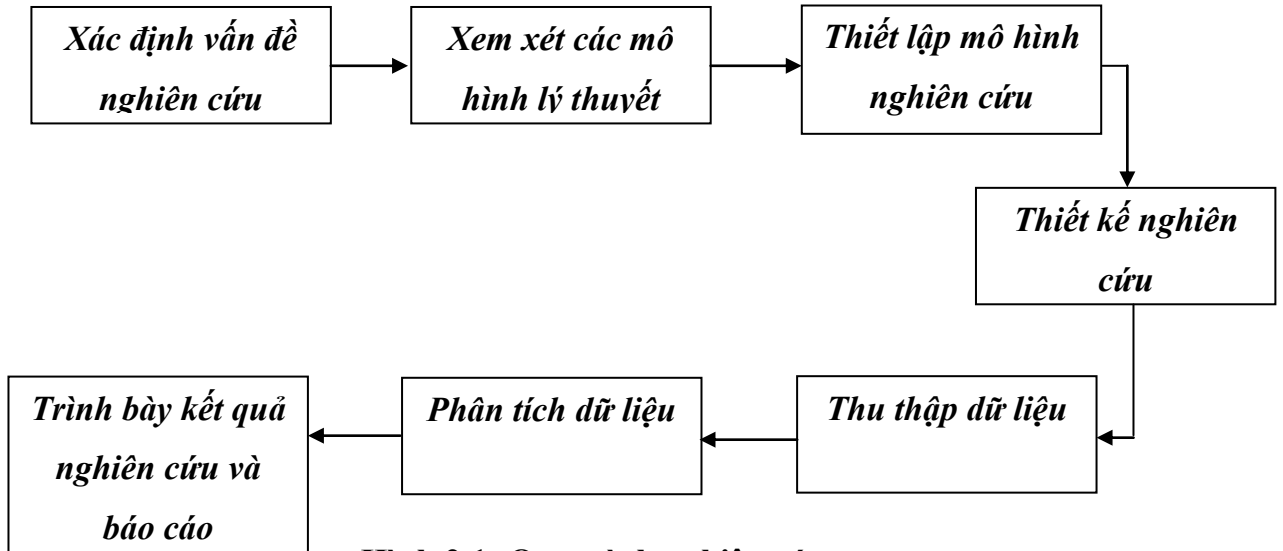 Xác định vấn đề
nghiên cứu
Xem xét các mô
hình lý thuyết
Thiết lập mô hình
nghiên cứu
Thiết kế nghiên
cứu
Thu thập dữ liệu
Phân tích dữ liệu
Trình bày kết quả
nghiên cứu và
báo cáo